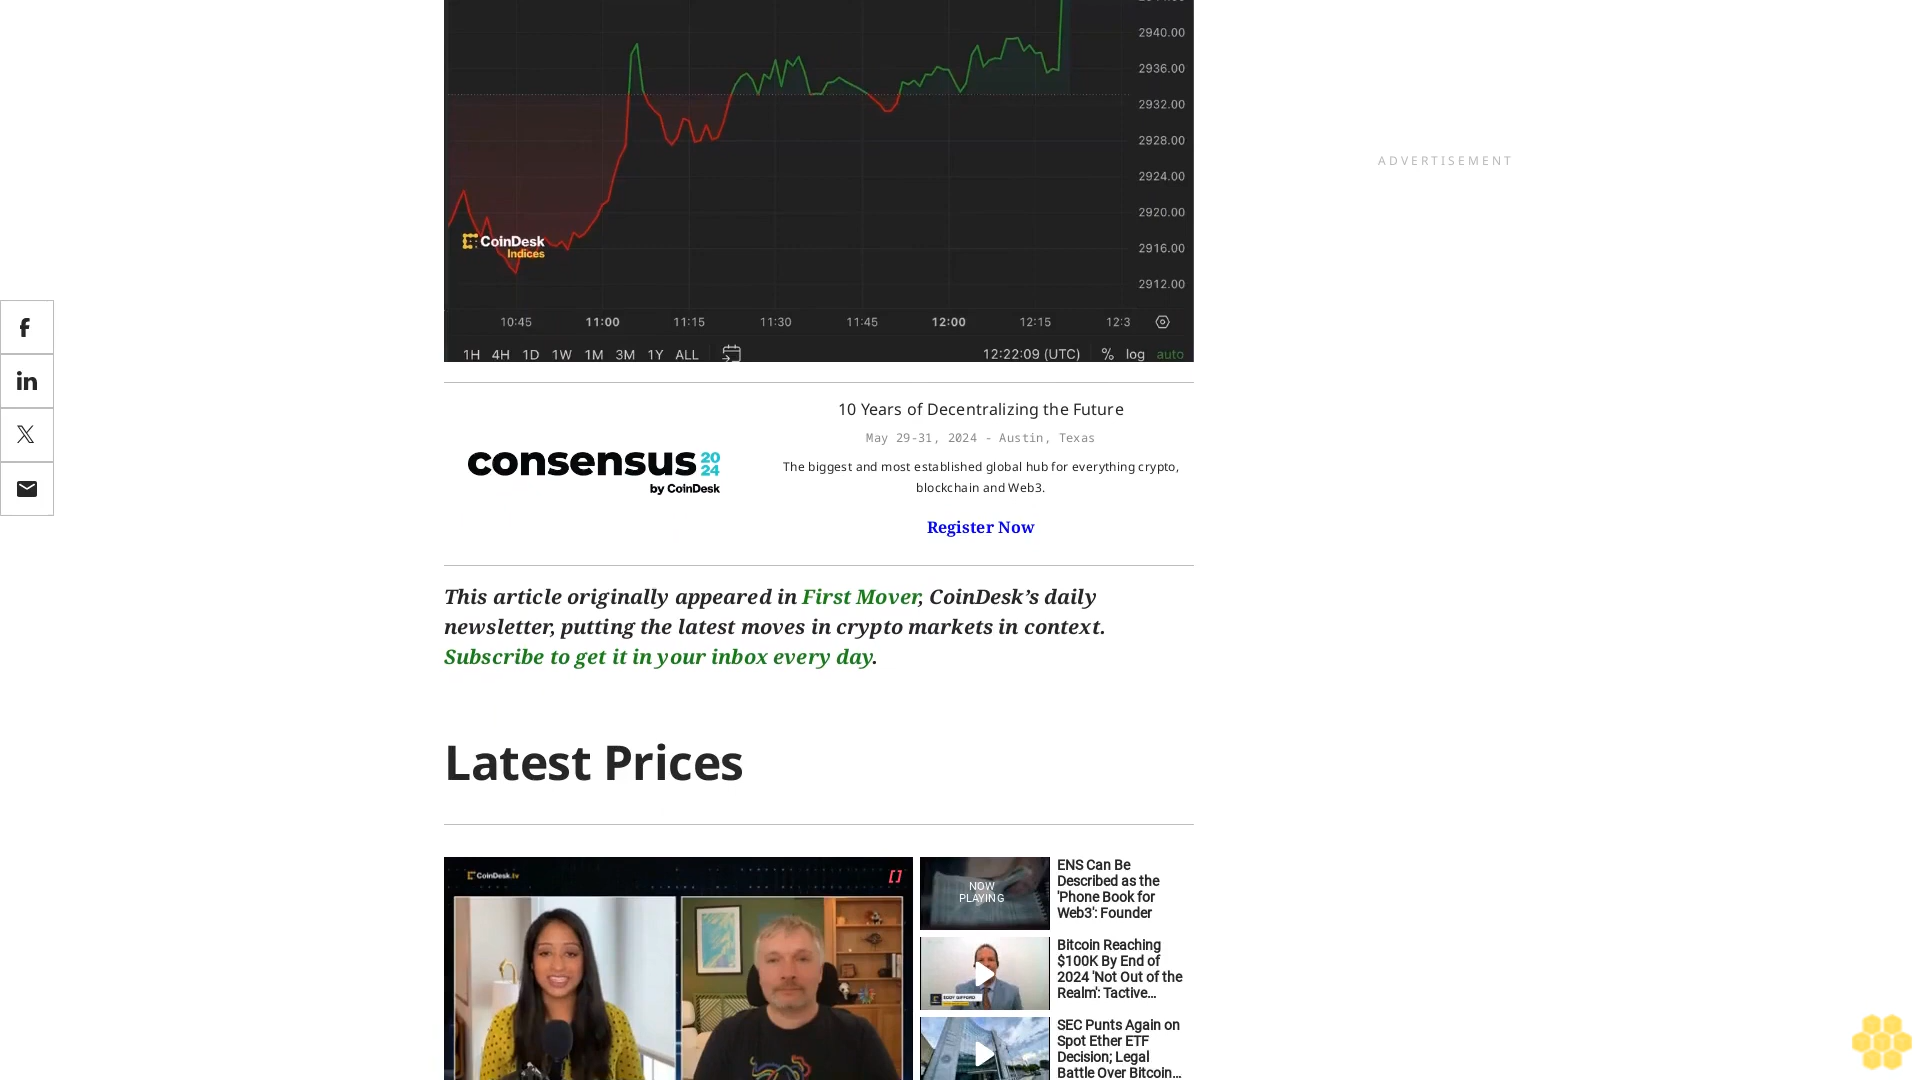 2940.00
2936.00
2932.00
2928.00
2924.00
2920.00
2916.00
2912.00
CoinDesk
Indices
10:45 11:00 11:15 11:30 11:45 12:00 12:15 12:3
1H 4H 1D 1W 1M 3M 1Y ALL 12:22:09 (UTC) % log auto
ADVERTISEMENT
f
in
X
consensus 2024
by CoinDesk
10 Years of Decentralizing the Future
May 29-31, 2024 - Austin, Texas
The biggest and most established global hub for everything crypto,
blockchain and Web3.
Register Now
This article originally appeared in First Mover, CoinDesk’s daily
newsletter, putting the latest moves in crypto markets in context.
Subscribe to get it in your inbox every day.
Latest Prices
CoinDesk.tv
NOW
PLAYING
ENS Can Be
Described as the
'Phone Book for
Web3': Founder
EDDY GIFFORD
Bitcoin Reaching
$100K By End of
2024 'Not Out of the
Realm': Tactive...
SEC Punts Again on
Spot Ether ETF
Decision; Legal
Battle Over Bitcoin...